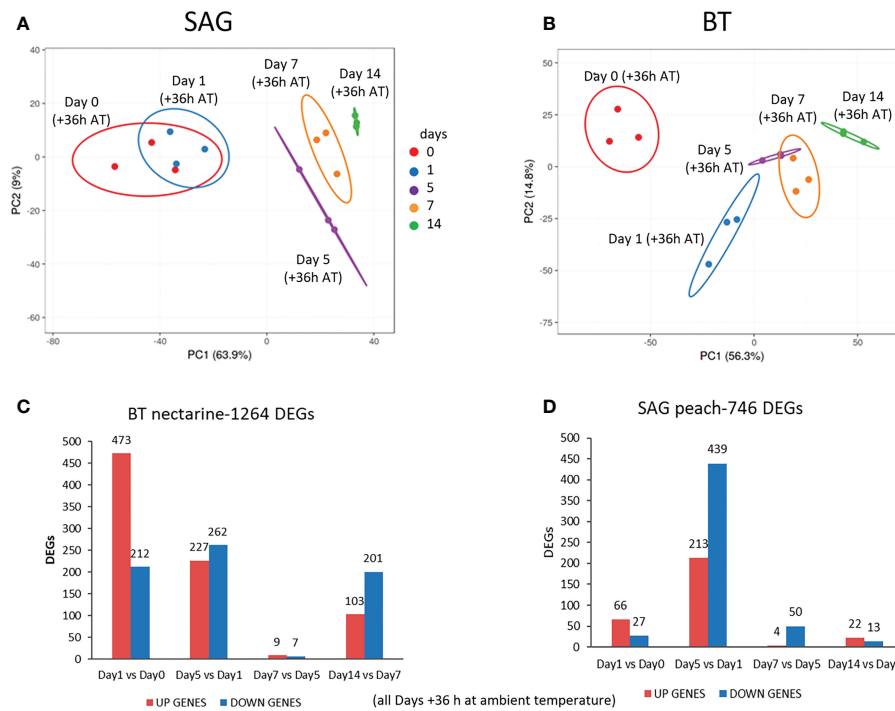 A
SAG
40
20
0
-20
-40
-60
PC2 (9%)
Day 0
(+36h AT)
Day 1
(+36h AT)
Day 7
(+36h AT)
Day 14
(+36h AT)
Day 5
(+36h AT)
-80
-40
0
40
PC1 (63.9%)
days
0
1
5
7
14
B
BT
50
25
0
-25
-50
-75
PC2 (14.8%)
Day 0 (+36h AT)
Day 7
(+36h AT)
Day 14
(+36h AT)
Day 5
(+36h AT)
Day 1 (+36h AT)
-50
0
50
PC1 (56.3%)
C
BT nectarine-1264 DEGs
500
450
400
350
300
250
200
150
100
50
0
DEGs
473
212
227
262
9
7
103
201
Day1 vs Day0
Day5 vs Day1
Day7 vs Day5
Day14 vs Day7
UP GENES
DOWN GENES
D
SAG peach-746 DEGs
500
450
400
350
300
250
200
150
100
50
0
DEGs
66
27
213
439
4
50
22
13
Day1 vs Day0
Day5 vs Day1
Day7 vs Day5
Day14 vs Day
UP GENES
DOWN GENES
(all Days +36 h at ambient temperature)